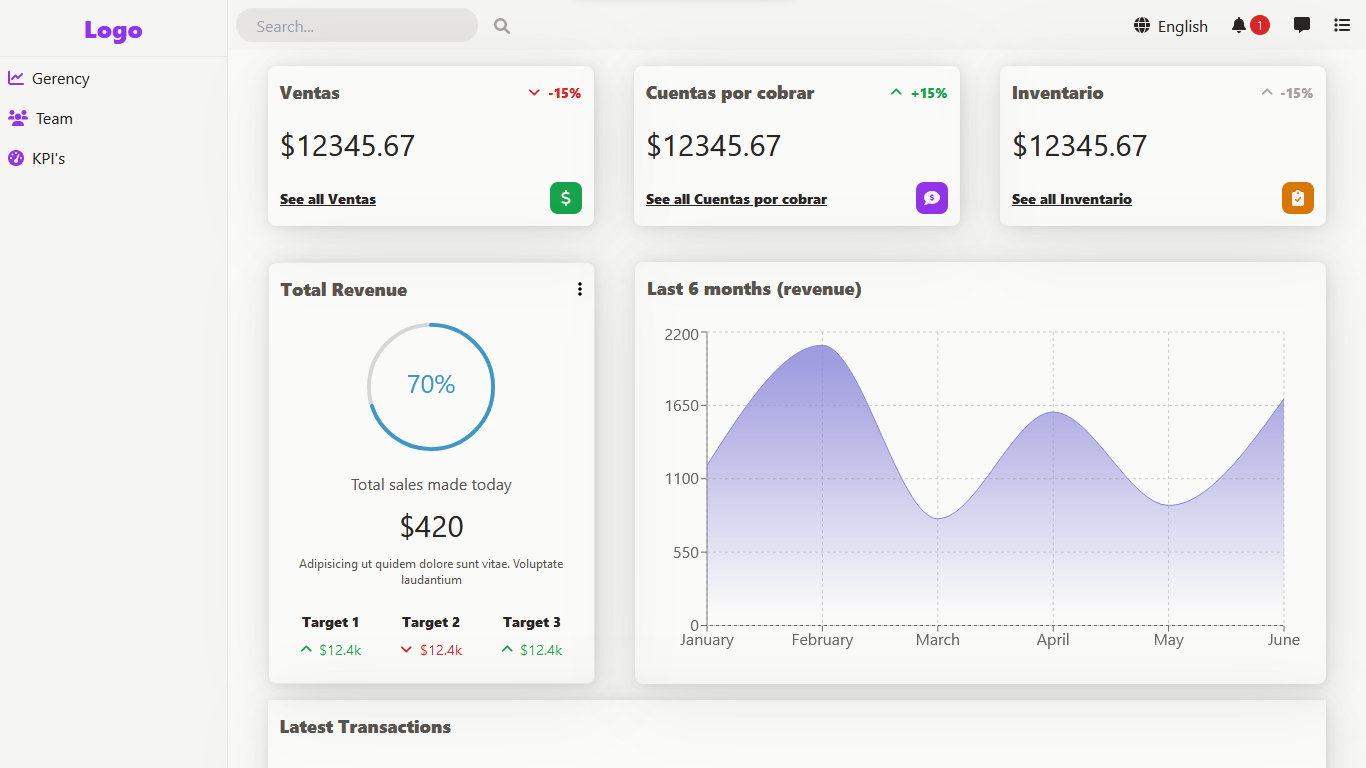 Logo
Search...
English
1
Gerency
Team
KPI's
Ventas
-15%
$12345.67
See all Ventas
$
Cuentas por cobrar
+15%
$12345.67
See all Cuentas por cobrar
$
Inventario
-15%
$12345.67
See all Inventario
Total Revenue
70%
Total sales made today
$420
Adipisicing ut quidem dolore sunt vitae. Voluptate
laudantium
Target 1 Target 2 Target 3
$12.4k $12.4k $12.4k
Last 6 months (revenue)
2200
1650
1100
550
0
January February March April May June
Latest Transactions